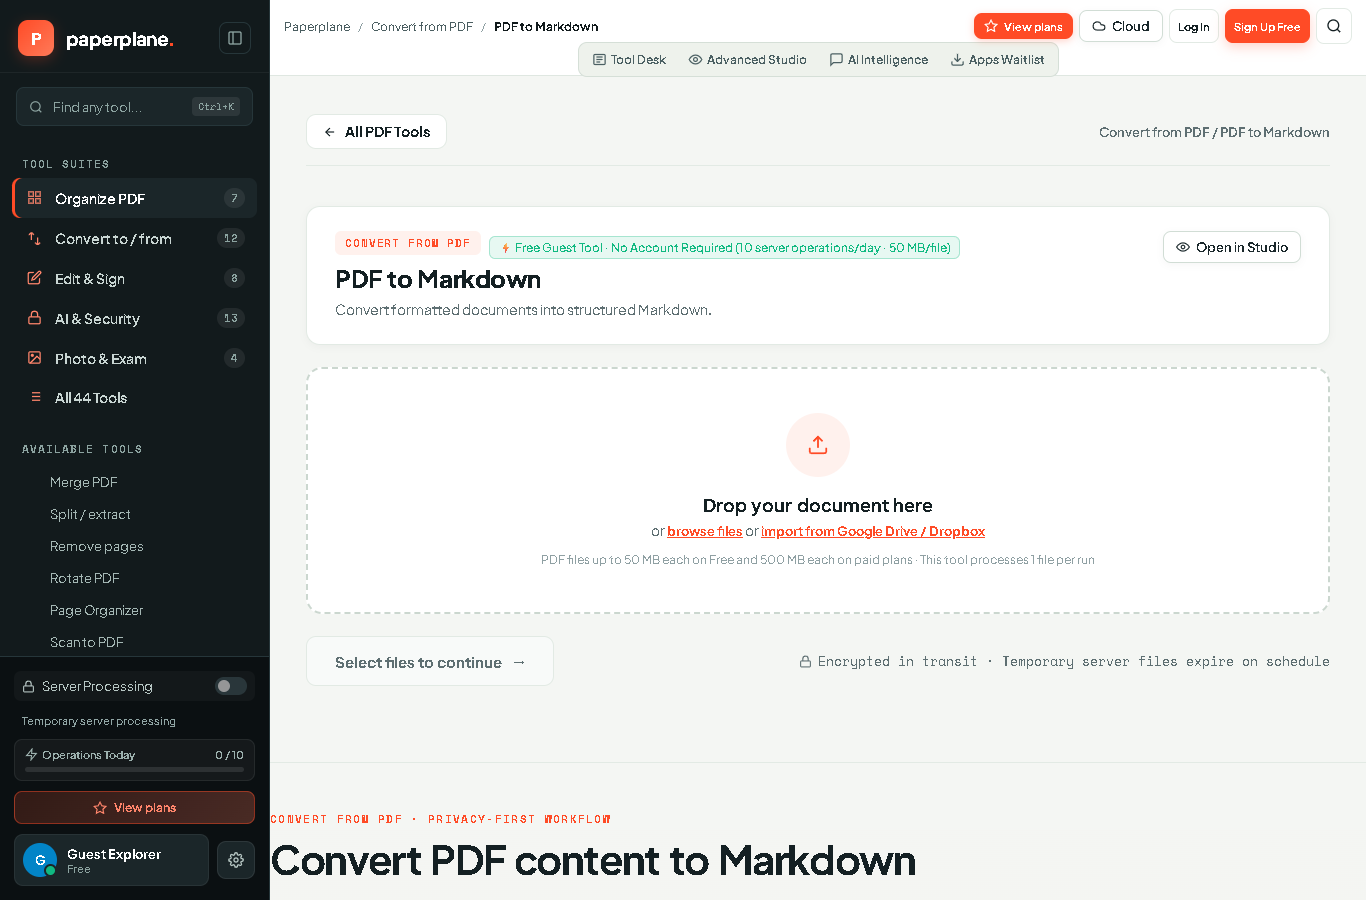 P paperplane.
Find any tool... Ctrl+K
TOOL SUITES
Organize PDF 7
Convert to / from 12
Edit & Sign 8
AI & Security 13
Photo & Exam 4
All 44 Tools
AVAILABLE TOOLS
Merge PDF
Split / extract
Remove pages
Rotate PDF
Page Organizer
Scan to PDF
Server Processing
Temporary server processing
Operations Today 0 / 10
View plans
G
Guest Explorer
Free
Paperplane / Convert from PDF / PDF to Markdown
View plans Cloud Log In Sign Up Free
Tool Desk Advanced Studio AI Intelligence Apps Waitlist
← All PDF Tools
Convert from PDF / PDF to Markdown
CONVERT FROM PDF
Free Guest Tool · No Account Required (10 server operations/day · 50 MB/file)
Open in Studio
PDF to Markdown
Convert formatted documents into structured Markdown.
Drop your document here
or browse files or import from Google Drive / Dropbox
PDF files up to 50 MB each on Free and 500 MB each on paid plans · This tool processes 1 file per run
Select files to continue →
Encrypted in transit · Temporary server files expire on schedule
CONVERT FROM PDF · PRIVACY-FIRST WORKFLOW
Convert PDF content to Markdown